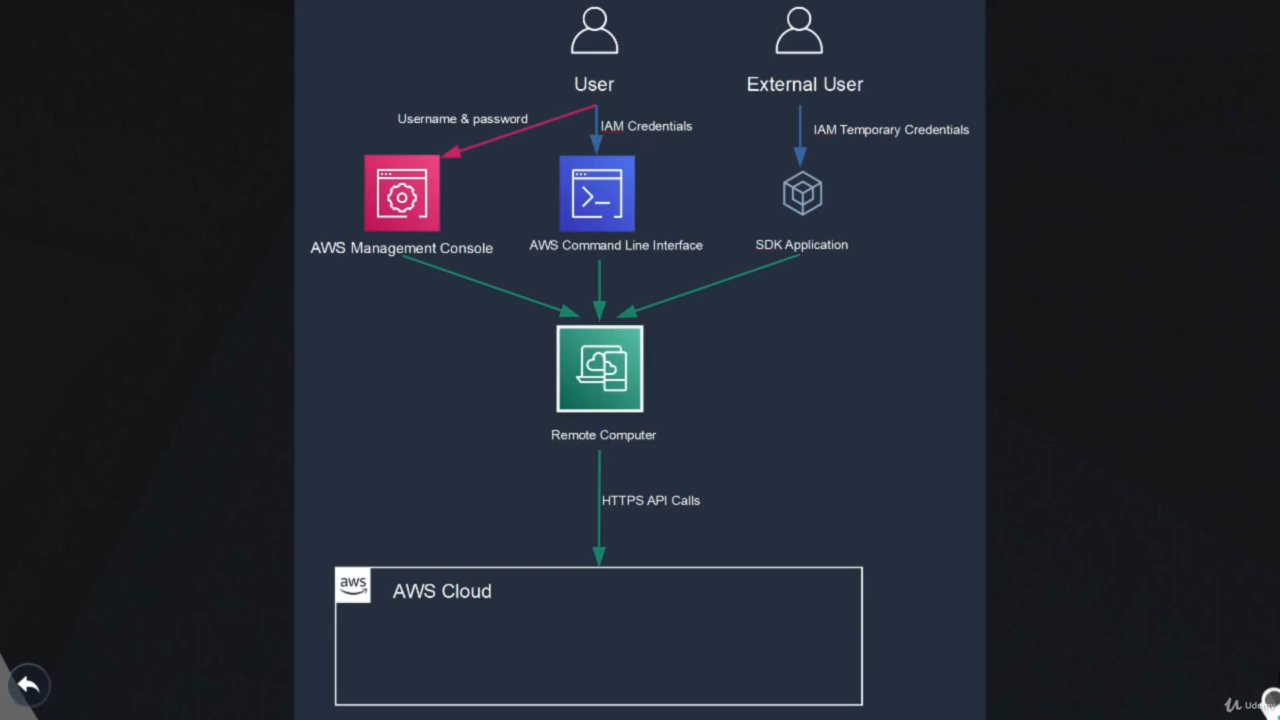 User
External User
Username & password
IAM Credentials
IAM Temporary Credentials
AWS Management Console
AWS Command Line Interface
SDK Application
Remote Computer
HTTPS API Calls
aws
AWS Cloud